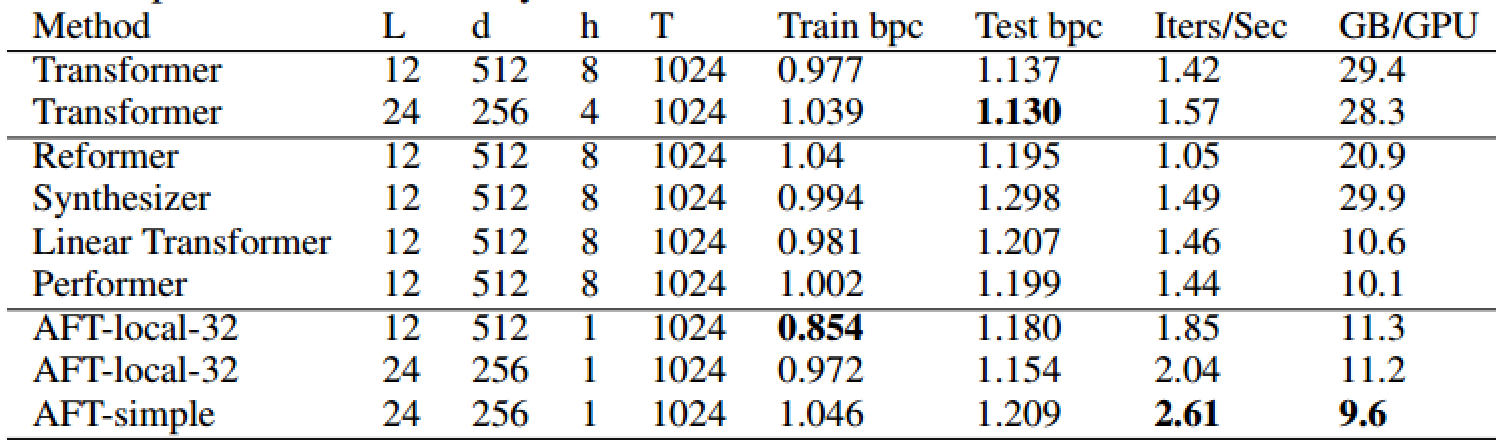 Method L d h T Train bpc Test bpc Iters/Sec GB/GPU
Transformer 12 512 8 1024 0.977 1.137 1.42 29.4
Transformer 24 256 4 1024 1.039 1.130 1.57 28.3
Reformer 12 512 8 1024 1.04 1.195 1.05 20.9
Synthesizer 12 512 8 1024 0.994 1.298 1.49 29.9
Linear Transformer 12 512 8 1024 0.981 1.207 1.46 10.6
Performer 12 512 8 1024 1.002 1.199 1.44 10.1
AFT-local-32 12 512 1 1024 0.854 1.180 1.85 11.3
AFT-local-32 24 256 1 1024 0.972 1.154 2.04 11.2
AFT-simple 24 256 1 1024 1.046 1.209 2.61 9.6